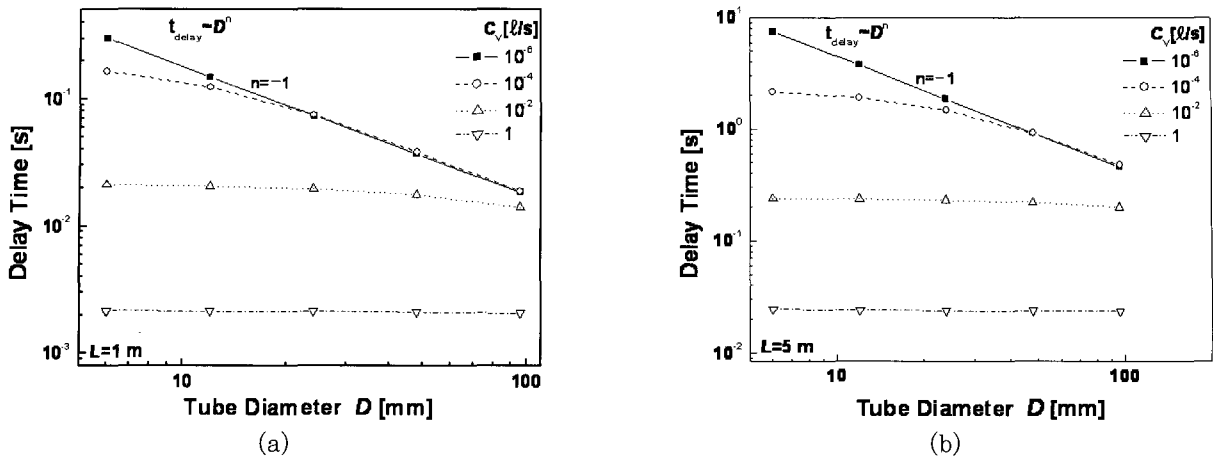 t_delay~D^n
C_v[ℓ/s]
10^-6
10^-4
10^-2
1
n=-1
10^-1
10^-2
10^-3
Delay Time [s]
L=1 m
10
100
Tube Diameter D [mm]
(a)
t_delay~D^n
C_v[ℓ/s]
10^-6
10^-4
10^-2
1
n=-1
10^1
10^0
10^-1
10^-2
Delay Time [s]
L=5 m
10
100
Tube Diameter D [mm]
(b)